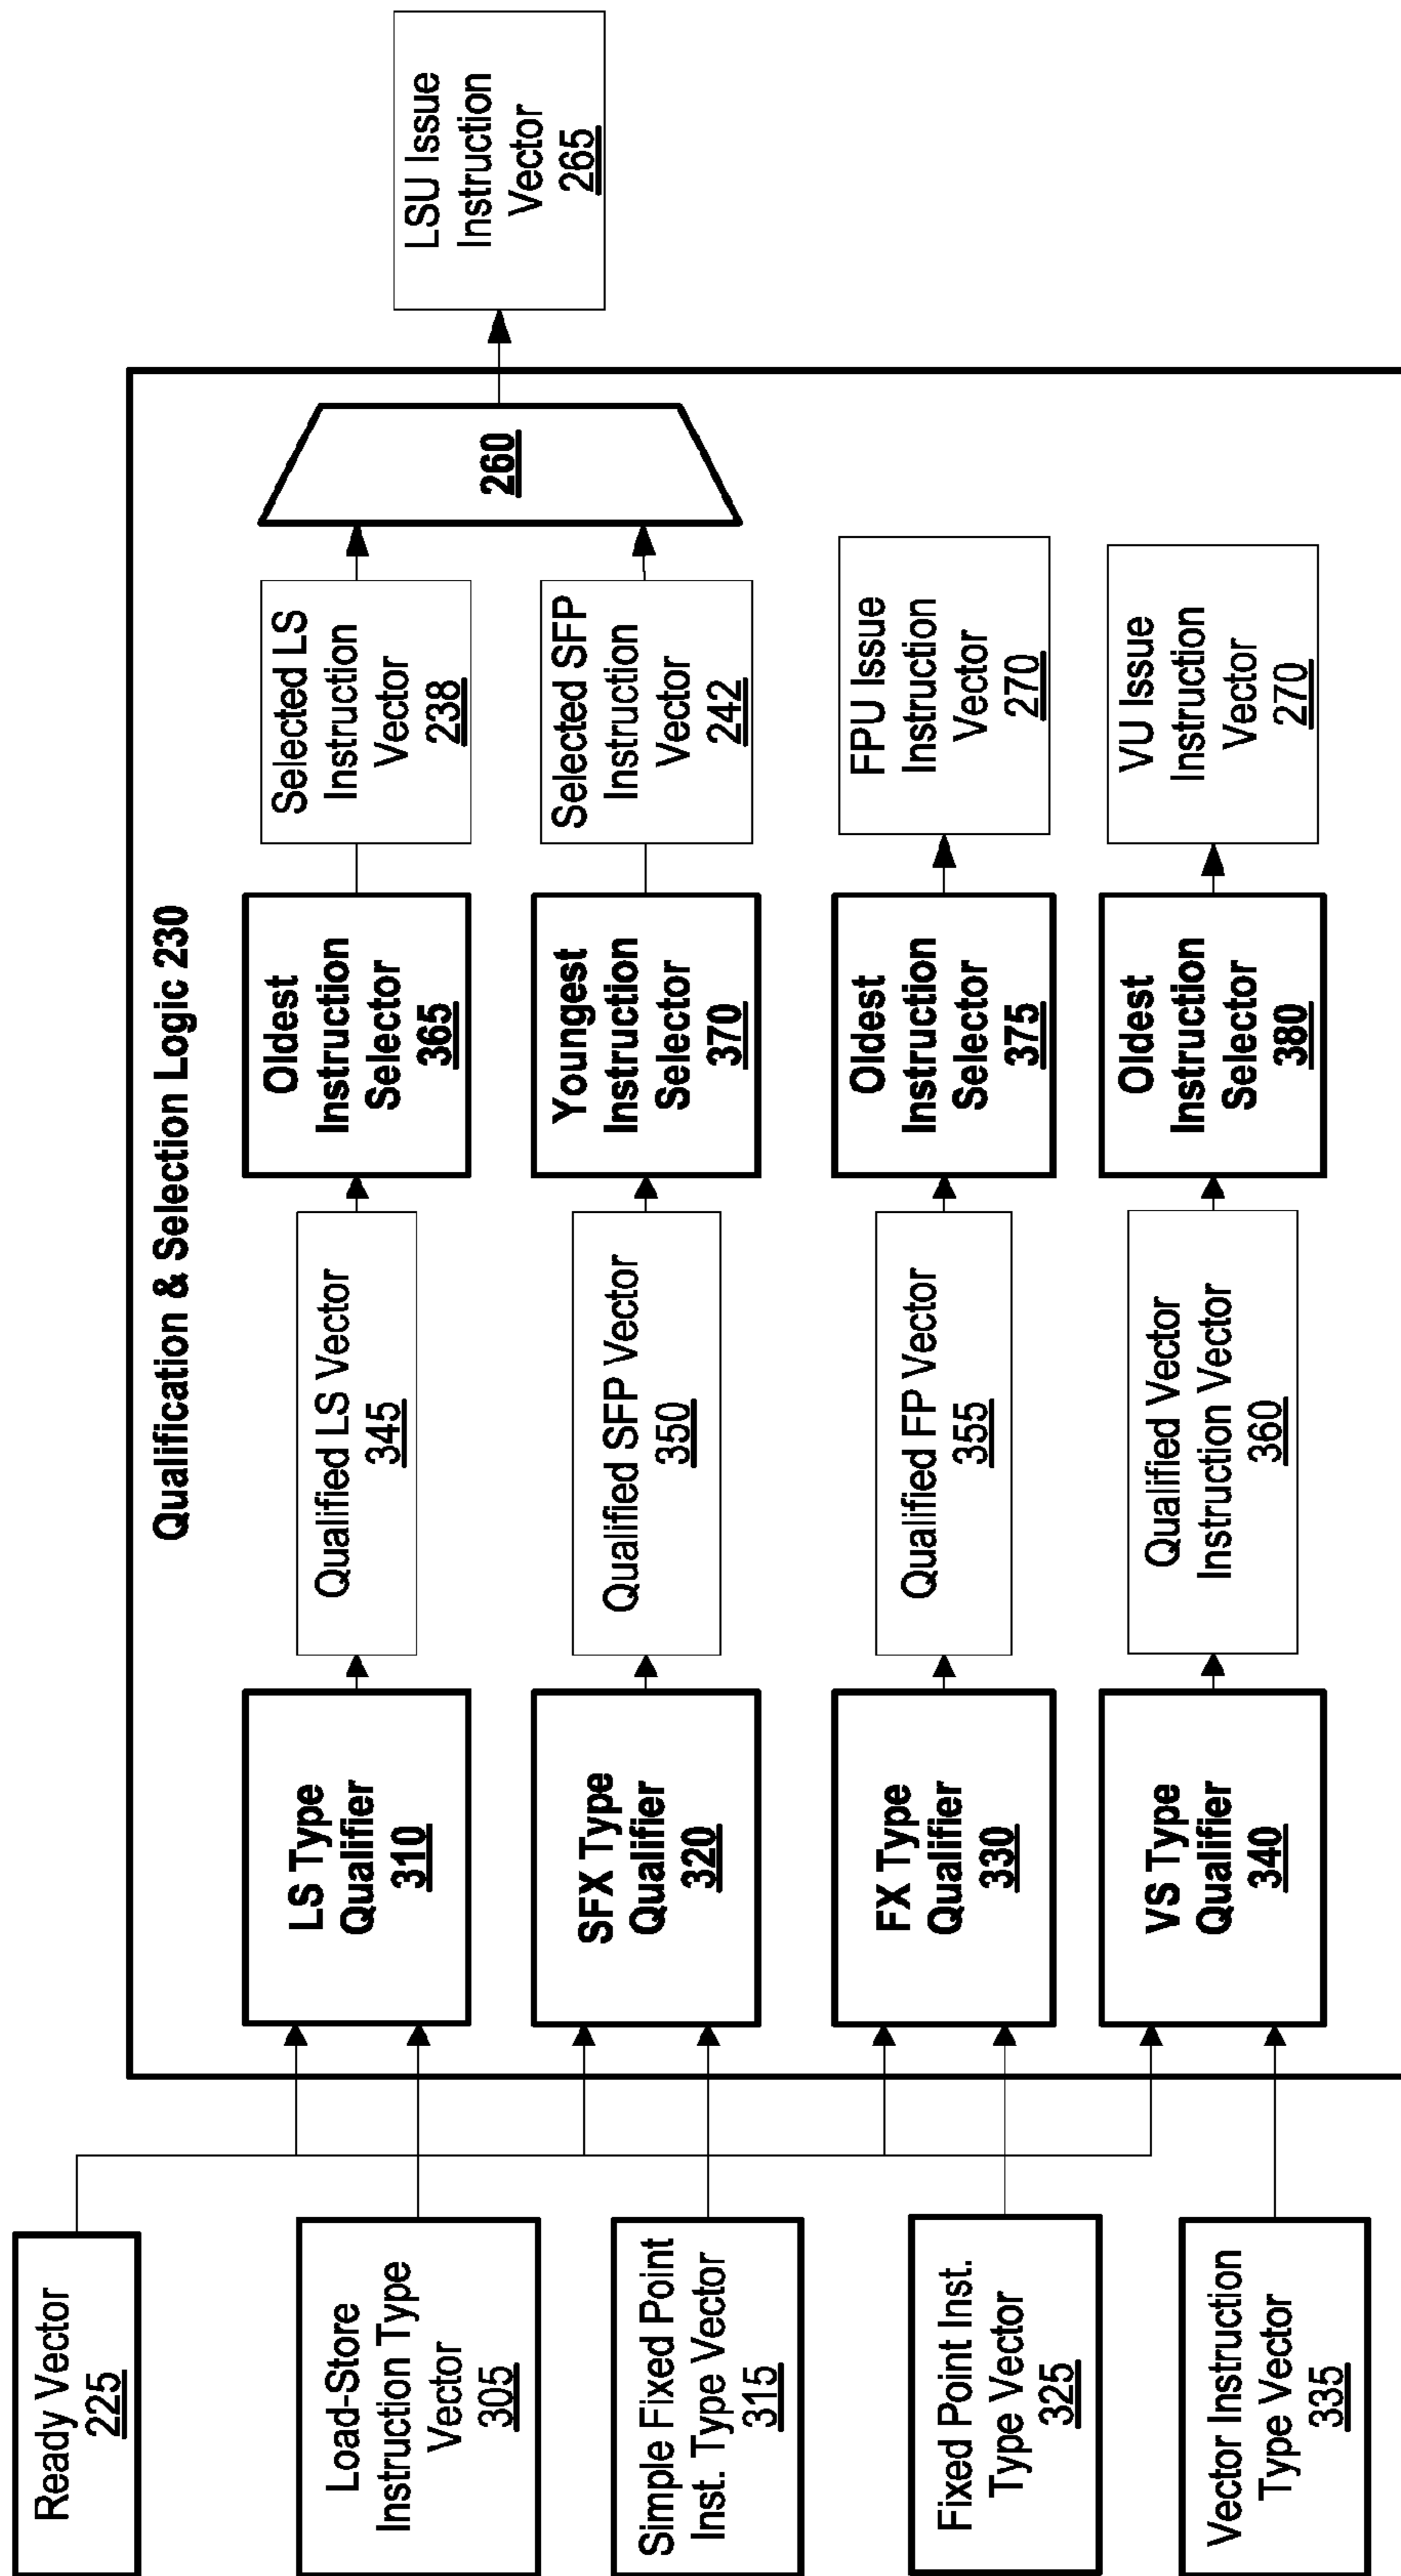 Ready Vector
225
Load-Store
Instruction Type
Vector
305
Simple Fixed Point
Inst. Type Vector
315
Fixed Point Inst.
Type Vector
325
Vector Instruction
Type Vector
335
Qualification & Selection Logic 230
LS Type
Qualifier
310
SFX Type
Qualifier
320
FX Type
Qualifier
330
VS Type
Qualifier
340
Qualified LS Vector
345
Qualified SFP Vector
350
Qualified FP Vector
355
Qualified Vector
Instruction Vector
360
Oldest
Instruction
Selector
365
Youngest
Instruction
Selector
370
Oldest
Instruction
Selector
375
Oldest
Instruction
Selector
380
Selected LS
Instruction
Vector
238
Selected SFP
Instruction
Vector
242
FPU Issue
Instruction
Vector
270
VU Issue
Instruction
Vector
270
260
LSU Issue
Instruction
Vector
265